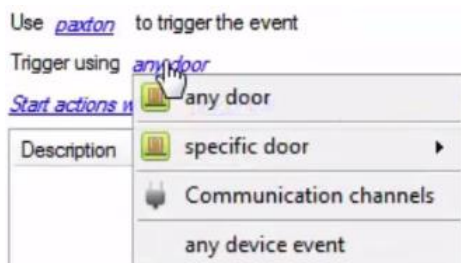 Use paxton to trigger the event
Trigger using any door
Start actions w
any door
Description
specific door
Communication channels
any device event